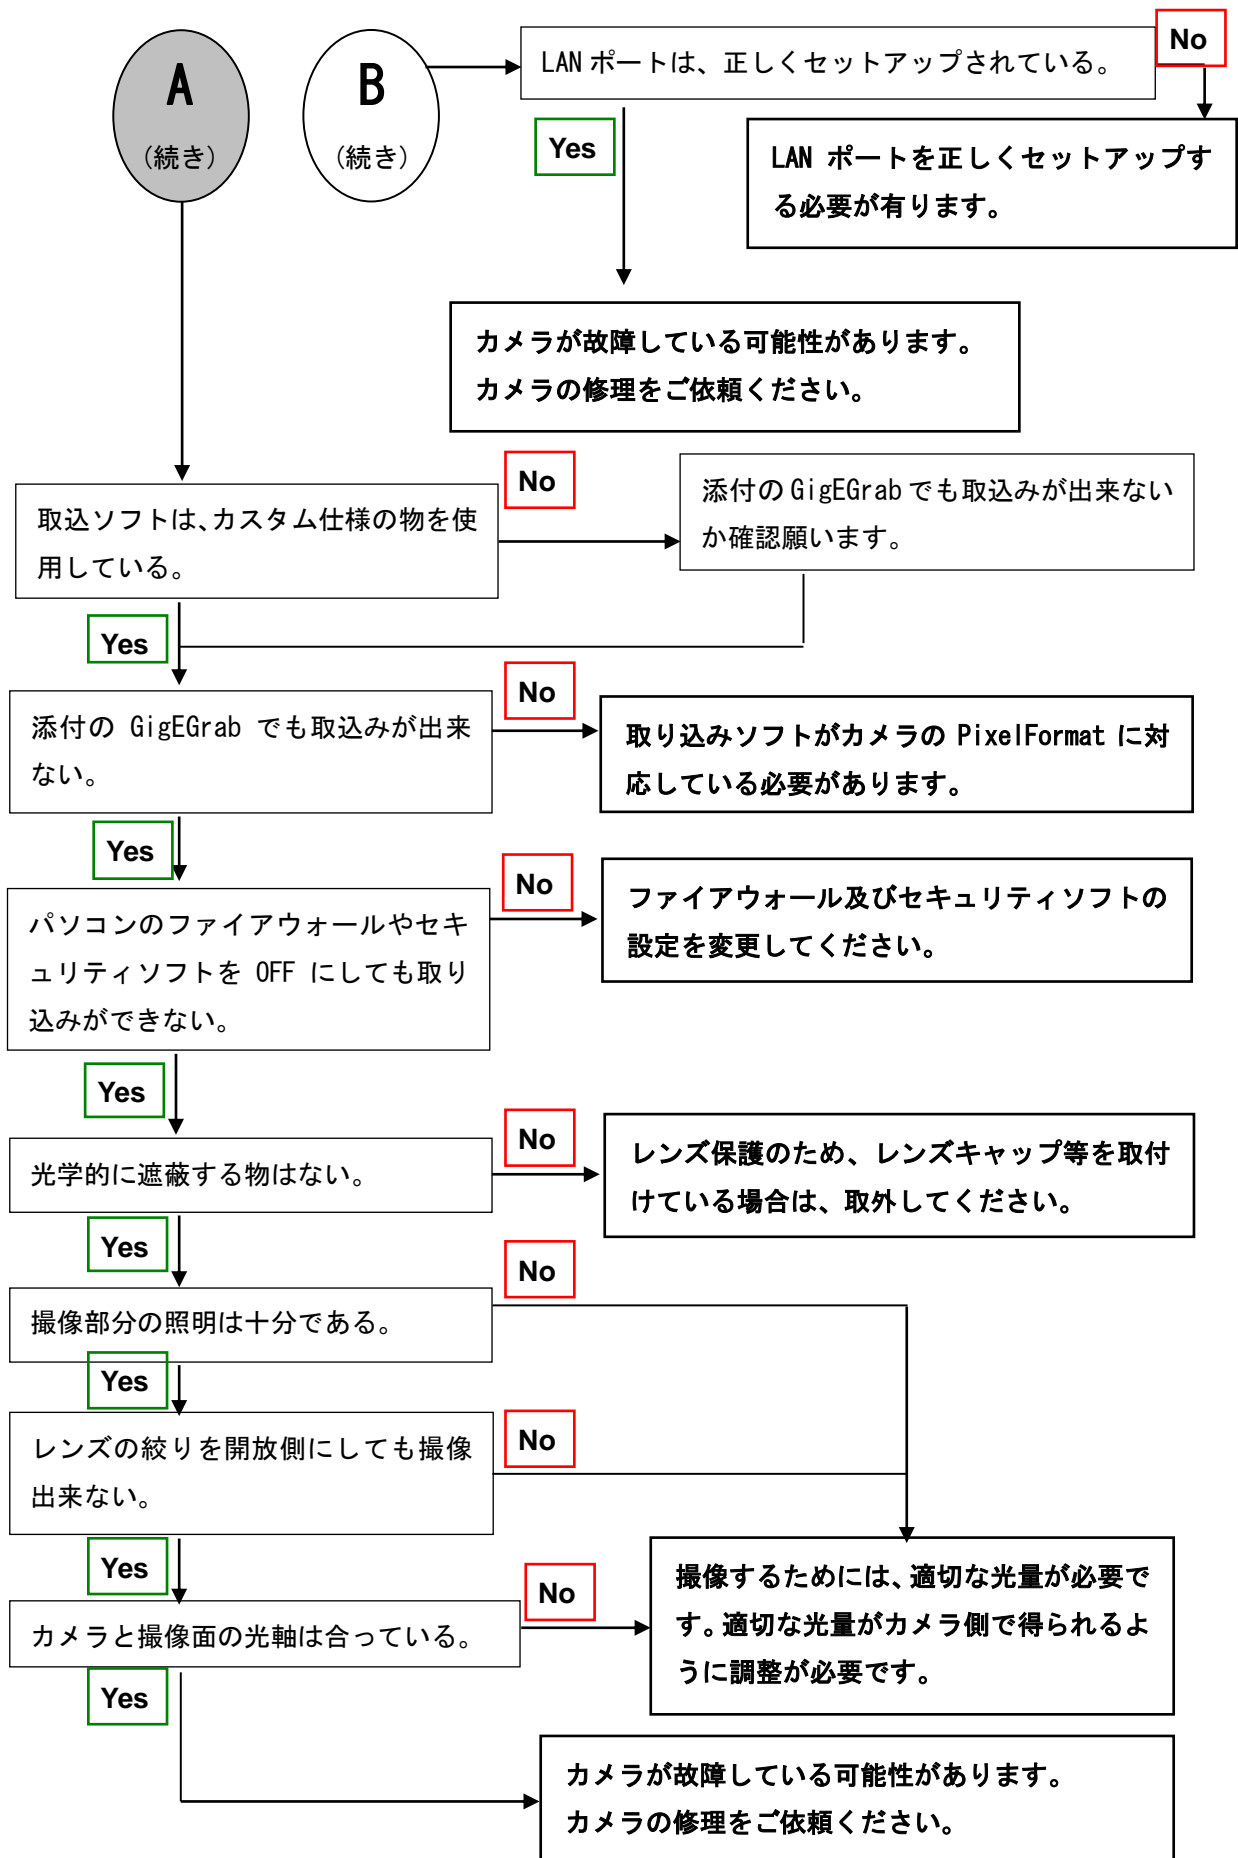 A
(続き)
B
(続き)
LANポートは、正しくセットアップされている。
No
Yes
LAN ポートを正しくセットアップす
る必要が有ります。
カメラが故障している可能性があります。
カメラの修理をご依頼ください。
取込ソフトは、カスタム仕様の物を使
用している。
No
添付のGigEGrabでも取込みが出来ない
か確認願います。
Yes
添付の GigEGrab でも取込みが出来
ない。
No
取り込みソフトがカメラの PixelFormat に対
応している必要があります。
Yes
パソコンのファイアウォールやセキ
ュリティソフトを OFF にしても取り
込みができない。
No
ファイアウォール及びセキュリティソフトの
設定を変更してください。
Yes
光学的に遮蔽する物はない。
No
レンズ保護のため、レンズキャップ等を取付
けている場合は、取外してください。
Yes
撮像部分の照明は十分である。
No
Yes
レンズの絞りを開放側にしても撮像
出来ない。
No
Yes
カメラと撮像面の光軸は合っている。
No
撮像するためには、適切な光量が必要で
す。適切な光量がカメラ側で得られるよ
うに調整が必要です。
Yes
カメラが故障している可能性があります。
カメラの修理をご依頼ください。